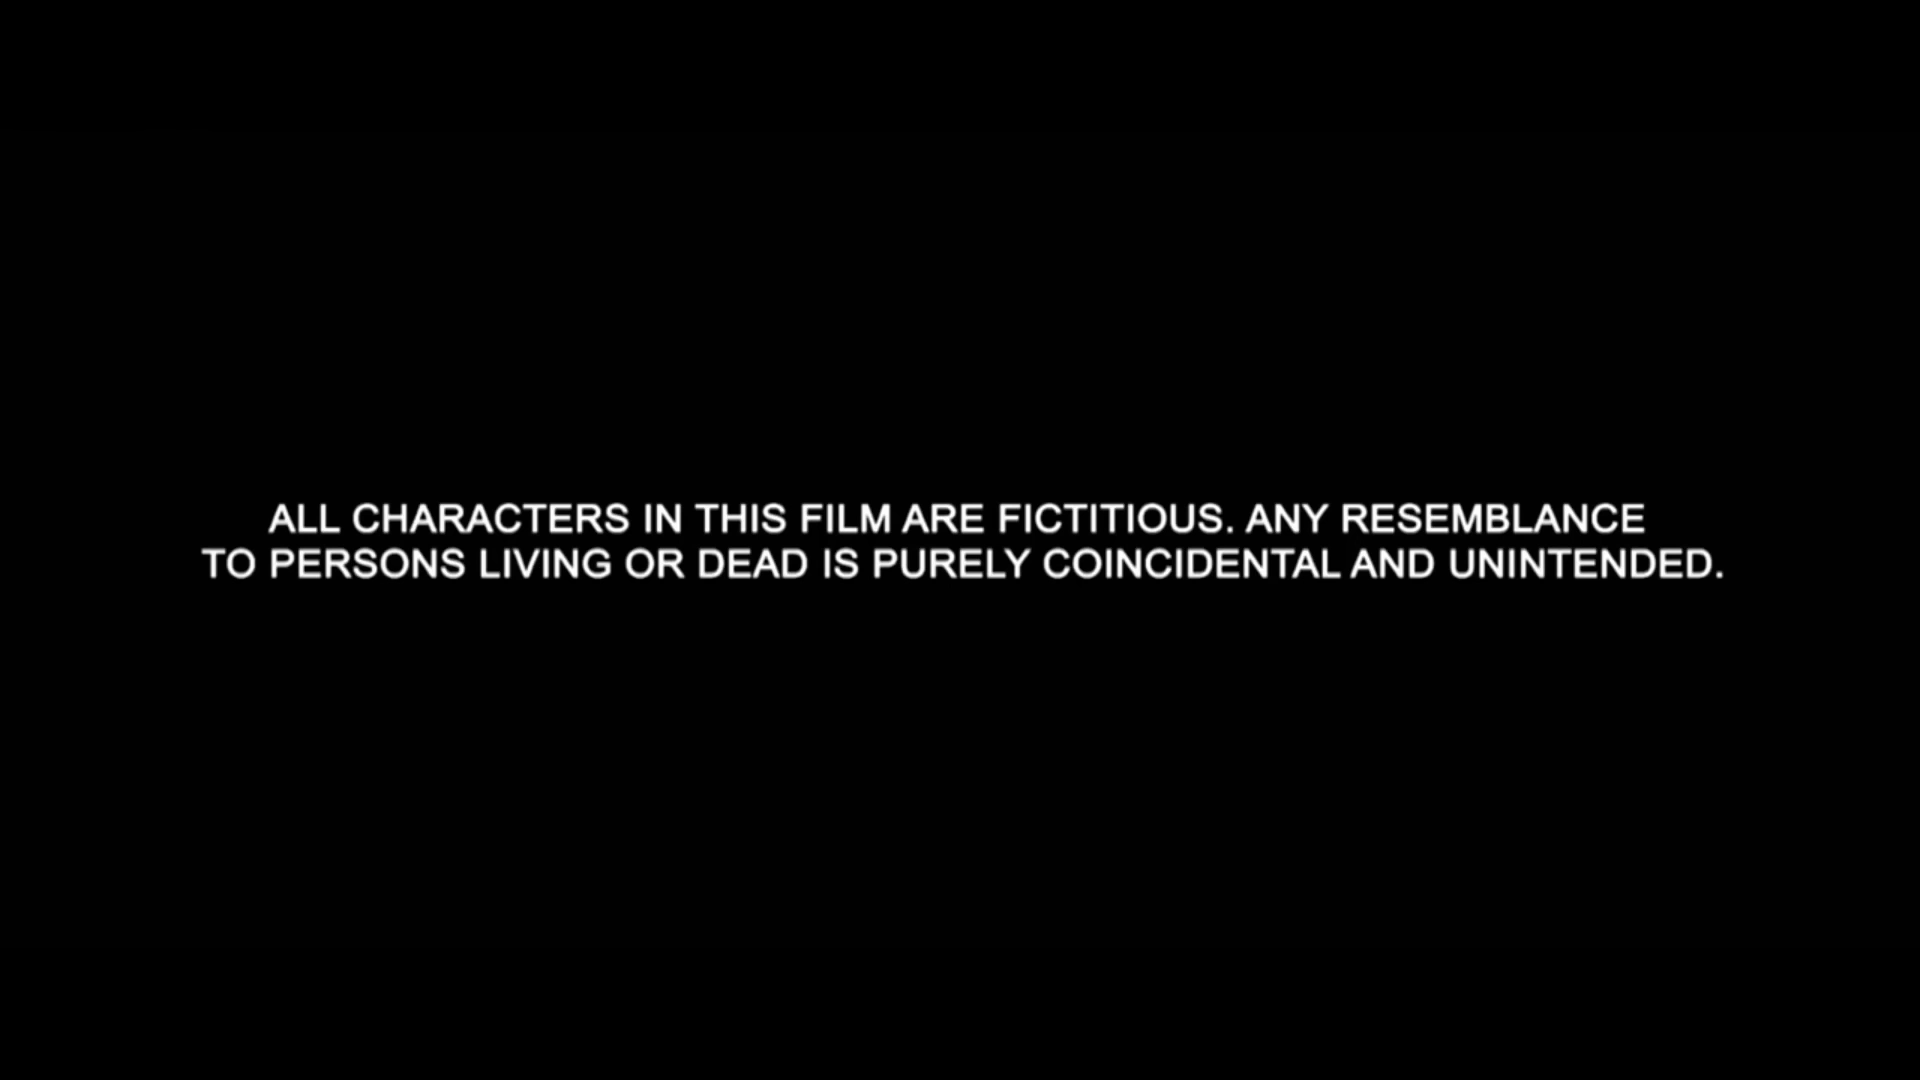 ALL CHARACTERS IN THIS FILM ARE FICTITIOUS. ANY RESEMBLANCE
TO PERSONS LIVING OR DEAD IS PURELY COINCIDENTAL AND UNINTENDED.